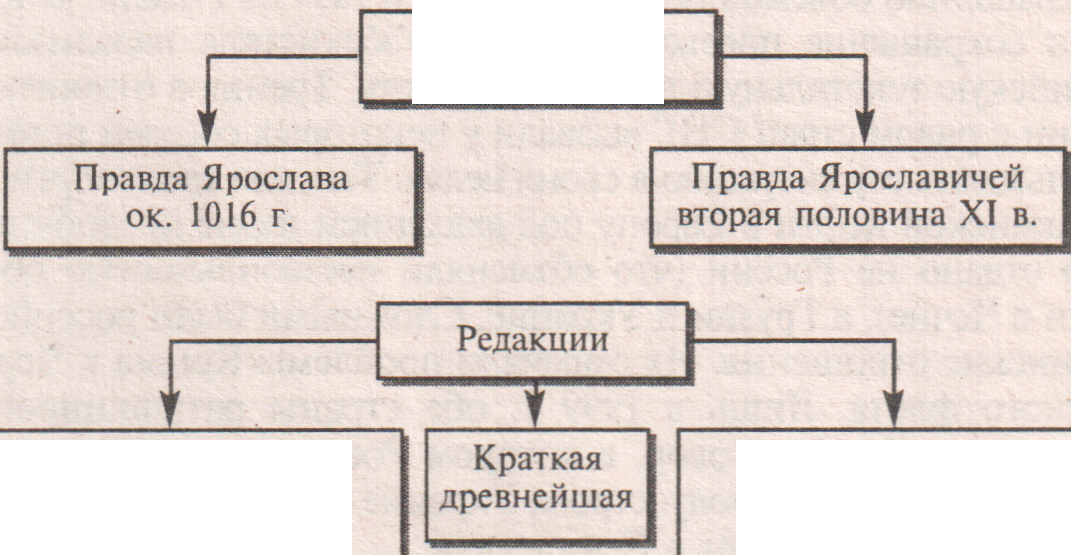 Правда Ярослава
ок. 1016 г.
Правда Ярославичей
вторая половина XI в.
Редакции
Краткая
древнейшая